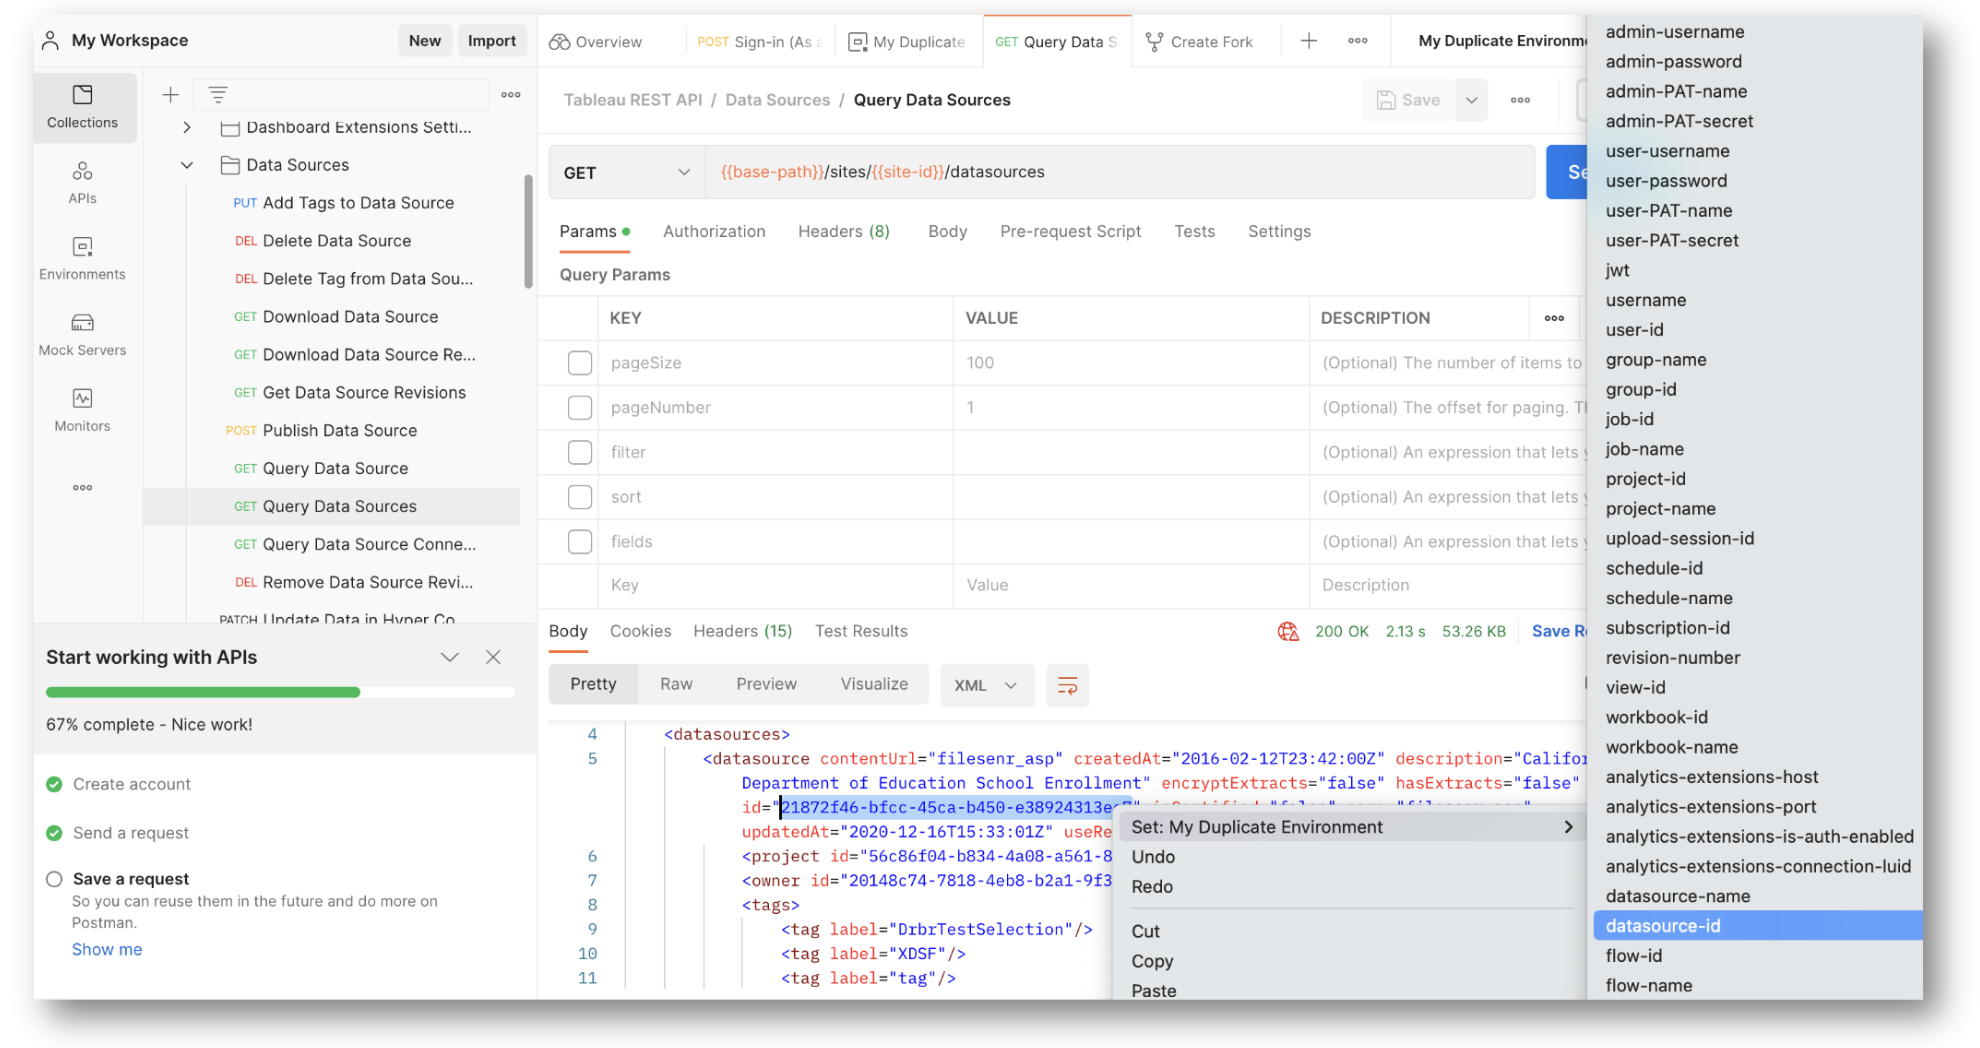 My Workspace
New
Import
Overview
POST Sign-in (As a
My Duplicate
GET Query Data S
Create Fork
My Duplicate Environme
Collections
APIs
Environments
Mock Servers
Monitors
Dashboard Extensions Setti...
Data Sources
PUT Add Tags to Data Source
DEL Delete Data Source
DEL Delete Tag from Data Sou...
GET Download Data Source
GET Download Data Source Re...
GET Get Data Source Revisions
POST Publish Data Source
GET Query Data Source
GET Query Data Sources
GET Query Data Source Conne...
DEL Remove Data Source Revi...
PATCH Update Data in Hyper Co
Start working with APIs
67% complete - Nice work!
Create account
Send a request
Save a request
So you can reuse them in the future and do more on
Postman.
Show me
Tableau REST API / Data Sources / Query Data Sources
Save
GET
{{base-path}}/sites/{{site-id}}/datasources
Se
Params
Authorization
Headers (8)
Body
Pre-request Script
Tests
Settings
Query Params
KEY VALUE DESCRIPTION
pageSize 100 (Optional) The number of items to
pageNumber 1 (Optional) The offset for paging. Tl
filter (Optional) An expression that lets y
sort (Optional) An expression that lets y
fields (Optional) An expression that lets y
Key Value Description
Body
Cookies
Headers (15)
Test Results
200 OK 2.13 s 53.26 KB
Save Re
Pretty
Raw
Preview
Visualize
XML
4 <datasources>
5 <datasource contentUrl="filesenr_asp" createdAt="2016-02-12T23:42:00Z" description="Califor
Department of Education School Enrollment" encryptExtracts="false" hasExtracts="false"
id="21872f46-bfcc-45ca-b450-e38924313ec7" isCertified="false" name="filesenr_asp"
updatedAt="2020-12-16T15:33:01Z" useRe
6 <project id="56c86f04-b834-4a08-a561-8
7 <owner id="20148c74-7818-4eb8-b2a1-9f3
8 <tags>
9 <tag label="DrbrTestSelection"/>
10 <tag label="XDSF"/>
11 <tag label="tag"/>
Set: My Duplicate Environment
Undo
Redo
Cut
Copy
Paste
admin-username
admin-password
admin-PAT-name
admin-PAT-secret
user-username
user-password
user-PAT-name
user-PAT-secret
jwt
username
user-id
group-name
group-id
job-id
job-name
project-id
project-name
upload-session-id
schedule-id
schedule-name
subscription-id
revision-number
view-id
workbook-id
workbook-name
analytics-extensions-host
analytics-extensions-port
analytics-extensions-is-auth-enabled
analytics-extensions-connection-luid
datasource-name
datasource-id
flow-id
flow-name